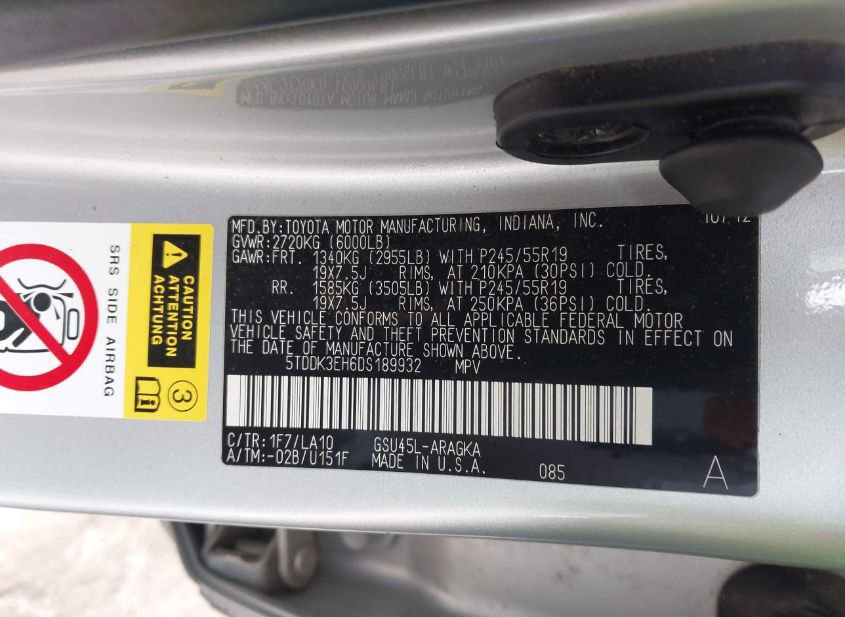 MFD.BY:TOYOTA MOTOR MANUFACTURING, INDIANA, INC. 10/12
GVWR:2720KG (6000LB)
GAWR:FRT. 1340KG (2955LB) WITH P245/55R19 TIRES,
19X7.5J RIMS, AT 210KPA (30PSI) COLD.
RR. 1585KG (3505LB) WITH P245/55R19 TIRES,
19X7.5J RIMS, AT 250KPA (36PSI) COLD.
THIS VEHICLE CONFORMS TO ALL APPLICABLE FEDERAL MOTOR
VEHICLE SAFETY AND THEFT PREVENTION STANDARDS IN EFFECT ON
THE DATE OF MANUFACTURE SHOWN ABOVE.
5TDDK3EH6DS189932 MPV
C/TR:1F7/LA10 GSU45L-ARAGKA
A/TM:-02B/U151F MADE IN U.S.A. 085
A
SRS SIDE AIRBAG
CAUTION
ATTENTION
ACHTUNG
3